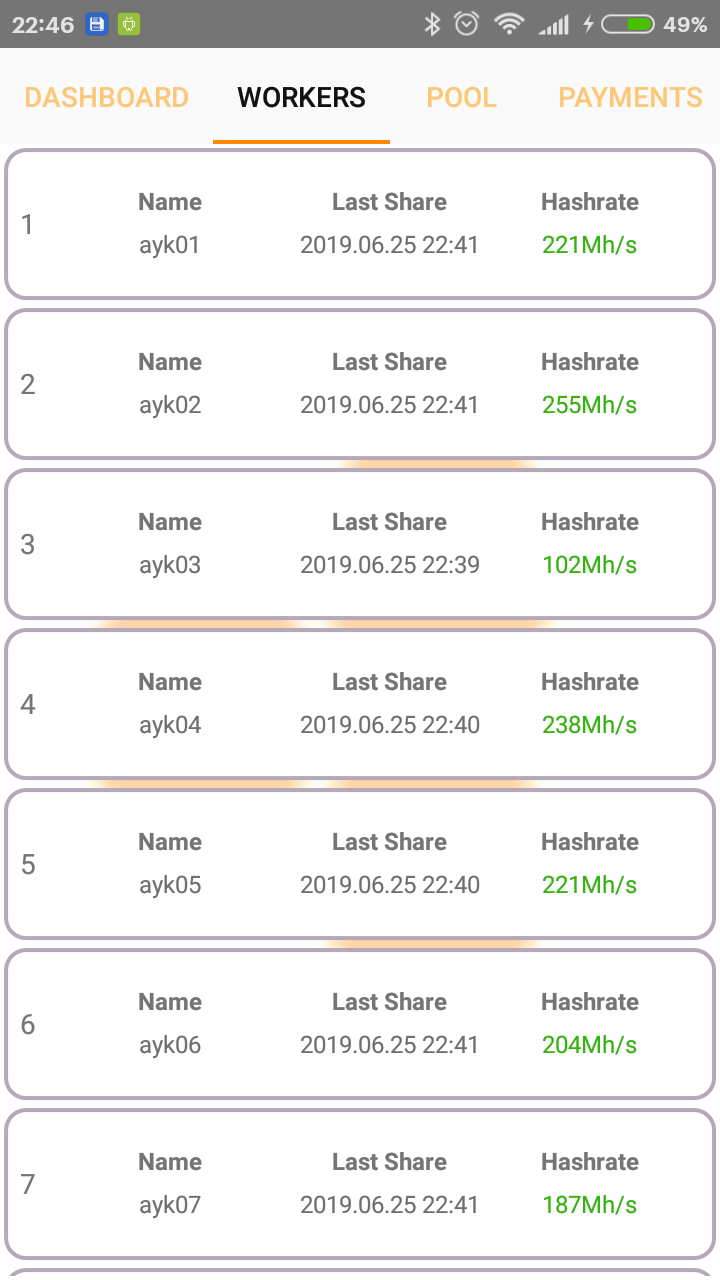 22:46 49%
DASHBOARD WORKERS POOL PAYMENTS
Name Last Share Hashrate
1 ayk01 2019.06.25 22:41 221Mh/s
Name Last Share Hashrate
2 ayk02 2019.06.25 22:41 255Mh/s
Name Last Share Hashrate
3 ayk03 2019.06.25 22:39 102Mh/s
Name Last Share Hashrate
4 ayk04 2019.06.25 22:40 238Mh/s
Name Last Share Hashrate
5 ayk05 2019.06.25 22:40 221Mh/s
Name Last Share Hashrate
6 ayk06 2019.06.25 22:41 204Mh/s
Name Last Share Hashrate
7 ayk07 2019.06.25 22:41 187Mh/s